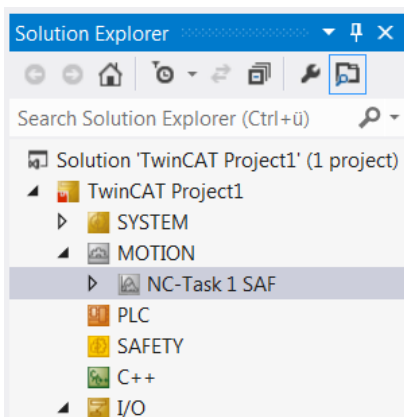 Solution Explorer
Search Solution Explorer (Ctrl+ü)
Solution 'TwinCAT Project1' (1 project)
TwinCAT Project1
SYSTEM
MOTION
NC-Task 1 SAF
PLC
SAFETY
C++
I/O